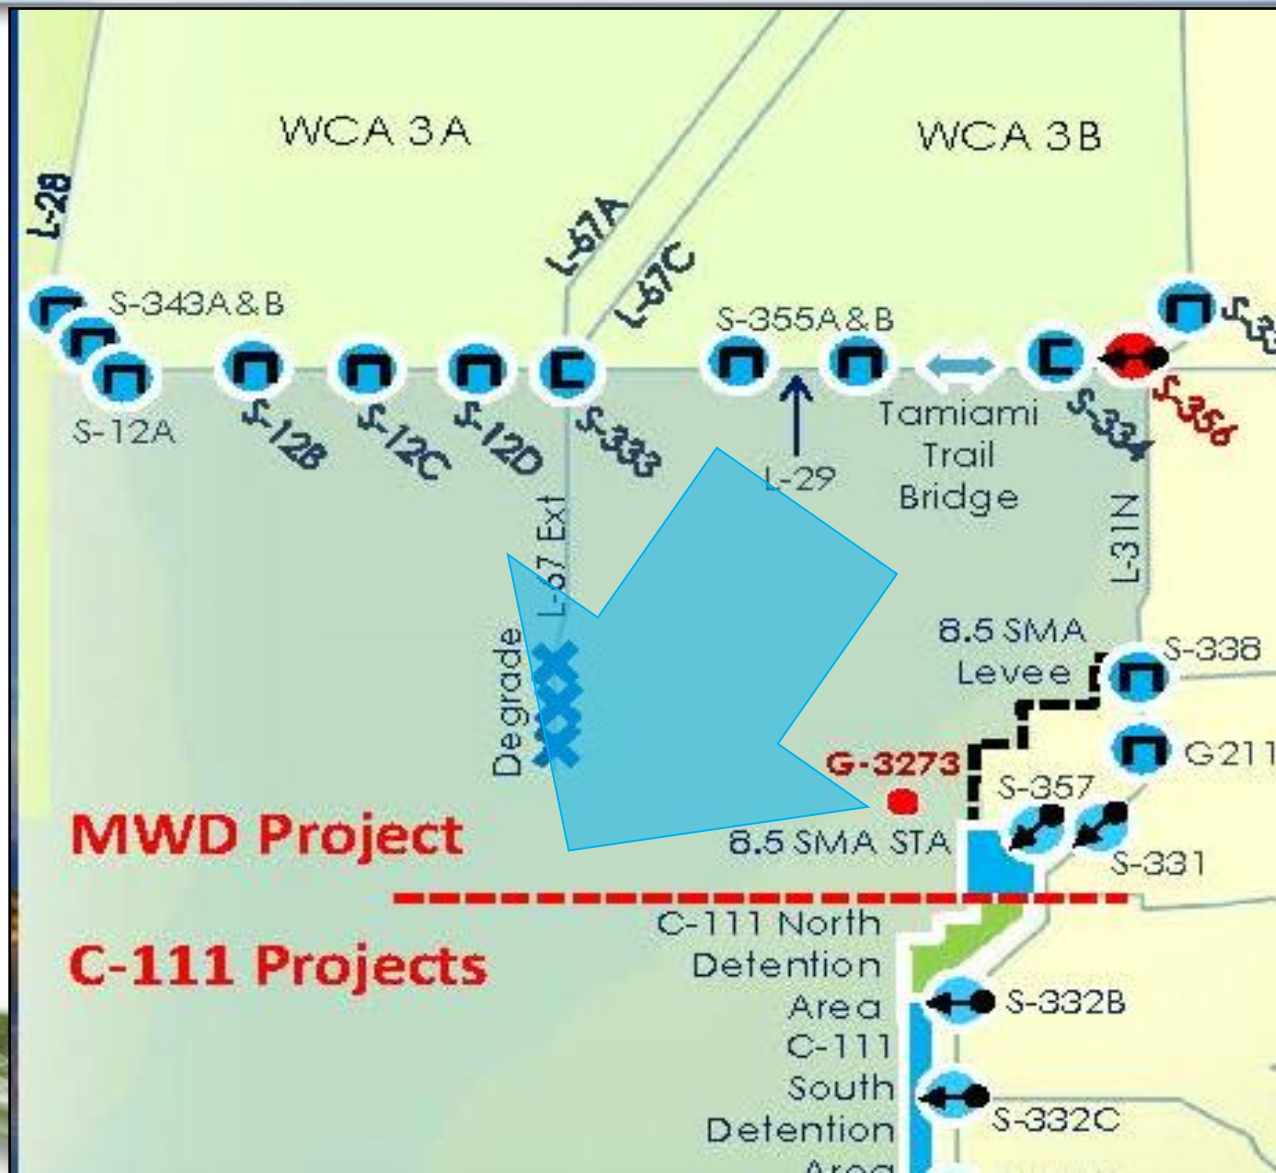 WCA 3A
WCA 3B
L-28
L-67A
L-67C
S-343A&B
S-355A&B
S-12A
S-12B
S-12C
S-12D
S-333
L-29
Tamiami
Trail
Bridge
S-334
S-356
L-67 Ext
L-31N
Degrade
8.5 SMA
Levee
S-338
G211
G-3273
S-357
8.5 SMA STA
S-331
MWD Project
C-111 Projects
C-111 North
Detention
Area
S-332B
C-111
South
Detention
Area
S-332C